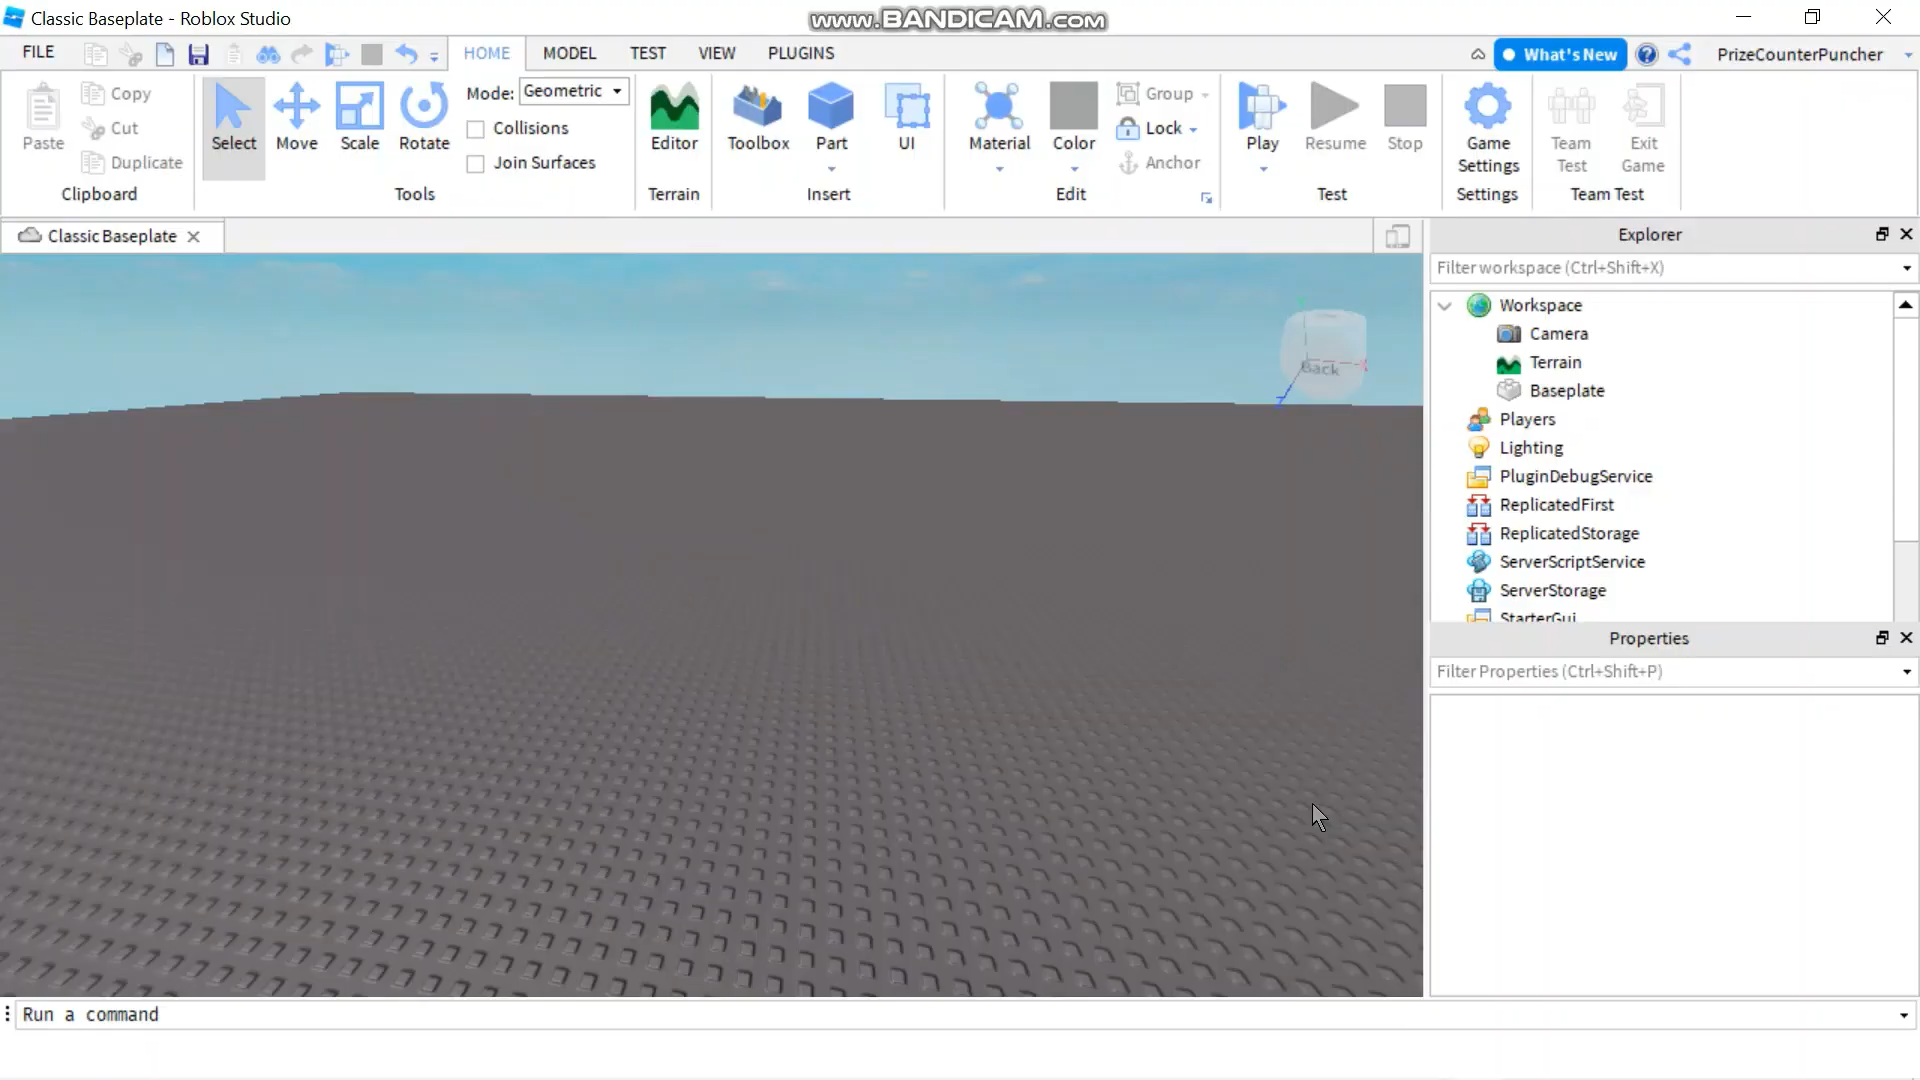 Classic Baseplate - Roblox Studio
www.BANDICAM.com
FILE
HOME
MODEL
TEST
VIEW
PLUGINS
What's New
PrizeCounterPuncher
Paste
Copy
Cut
Duplicate
Clipboard
Select
Move
Scale
Rotate
Mode: Geometric
Collisions
Join Surfaces
Tools
Editor
Terrain
Toolbox
Part
UI
Insert
Material
Color
Group
Lock
Anchor
Edit
Play
Resume
Stop
Test
Game
Settings
Settings
Team
Test
Exit
Game
Team Test
Classic Baseplate
Back
X
Z
Explorer
Filter workspace (Ctrl+Shift+X)
Workspace
Camera
Terrain
Baseplate
Players
Lighting
PluginDebugService
ReplicatedFirst
ReplicatedStorage
ServerScriptService
ServerStorage
StarterGui
Properties
Filter Properties (Ctrl+Shift+P)
Run a command